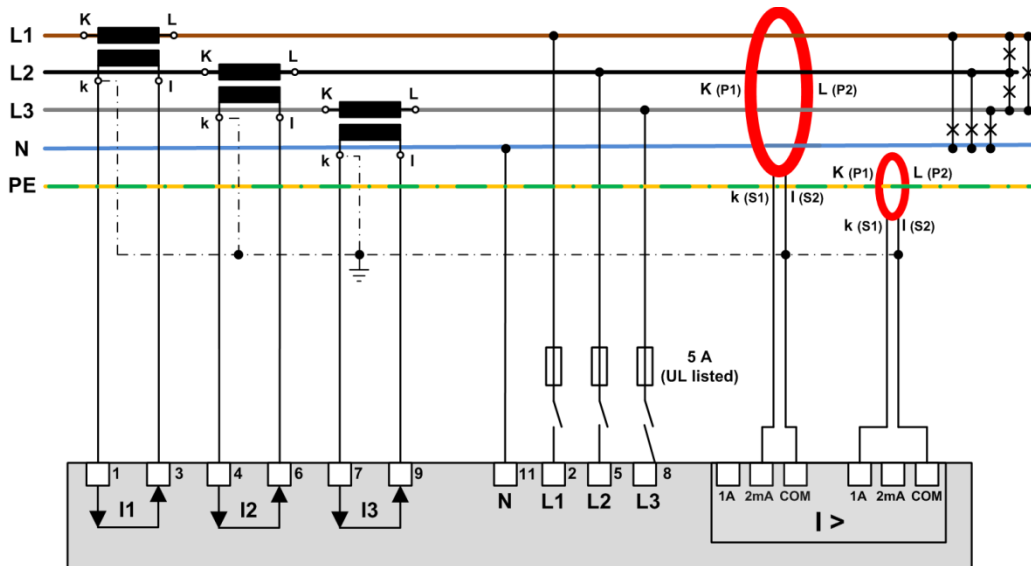 K L
L1
K L
L2
K (P1) L (P2)
k l
K L
L3
k l
N
k l
K (P1) L (P2)
PE
k (S1) l (S2)
k (S1) l (S2)
5 A
(UL listed)
1 3 4 6 7 9 11 2 5 8
I1 I2 I3 N L1 L2 L3
1A 2mA COM 1A 2mA COM
I >